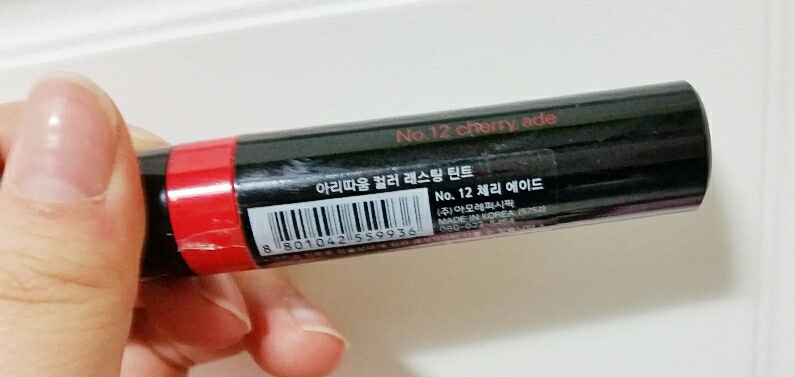 No.12 cherry ade
아리따움 컬러 래스팅 틴트
No. 12 체리 에이드
(주)아모레퍼시픽
MADE IN KOREA (5752)
8 801042 559936